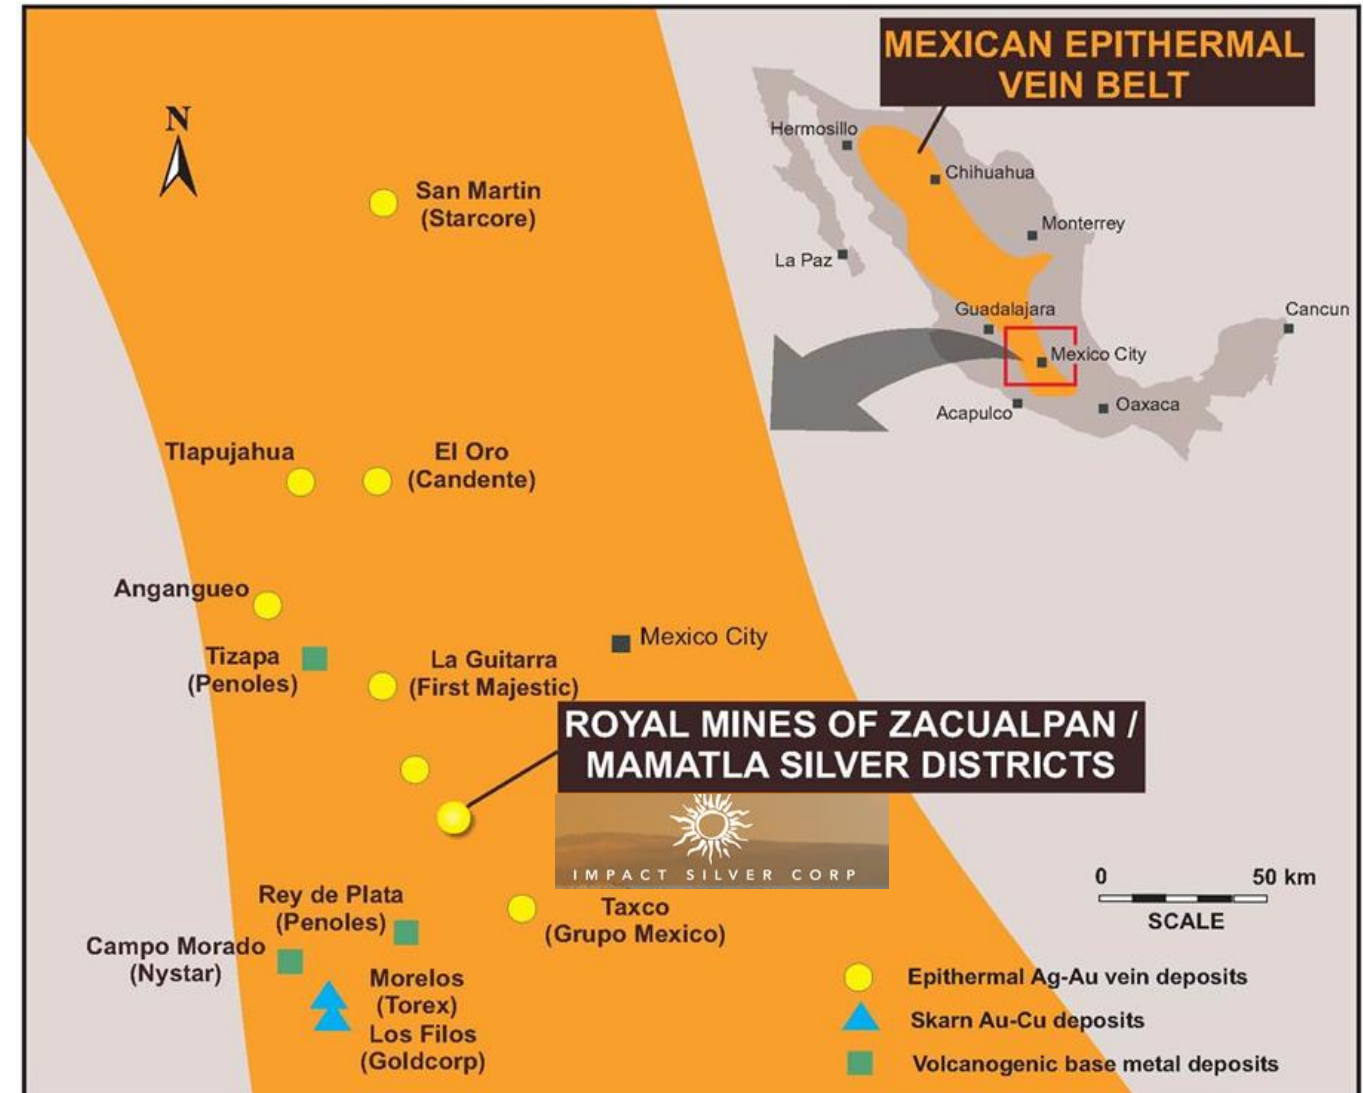 MEXICAN EPITHERMAL
VEIN BELT
N
Hermosillo
Chihuahua
San Martin
(Starcore)
Monterrey
La Paz
Guadalajara
Cancun
Mexico City
Acapulco
Oaxaca
Tlapujahua
El Oro
(Candente)
Angangueo
Mexico City
Tizapa
(Penoles)
La Guitarra
(First Majestic)
ROYAL MINES OF ZACUALPAN /
MAMATLA SILVER DISTRICTS
IMPACT SILVER CORP
0 50 km
SCALE
Rey de Plata
(Penoles)
Taxco
(Grupo Mexico)
Campo Morado
(Nystar)
Morelos
(Torex)
Los Filos
(Goldcorp)
Epithermal Ag-Au vein deposits
Skarn Au-Cu deposits
Volcanogenic base metal deposits